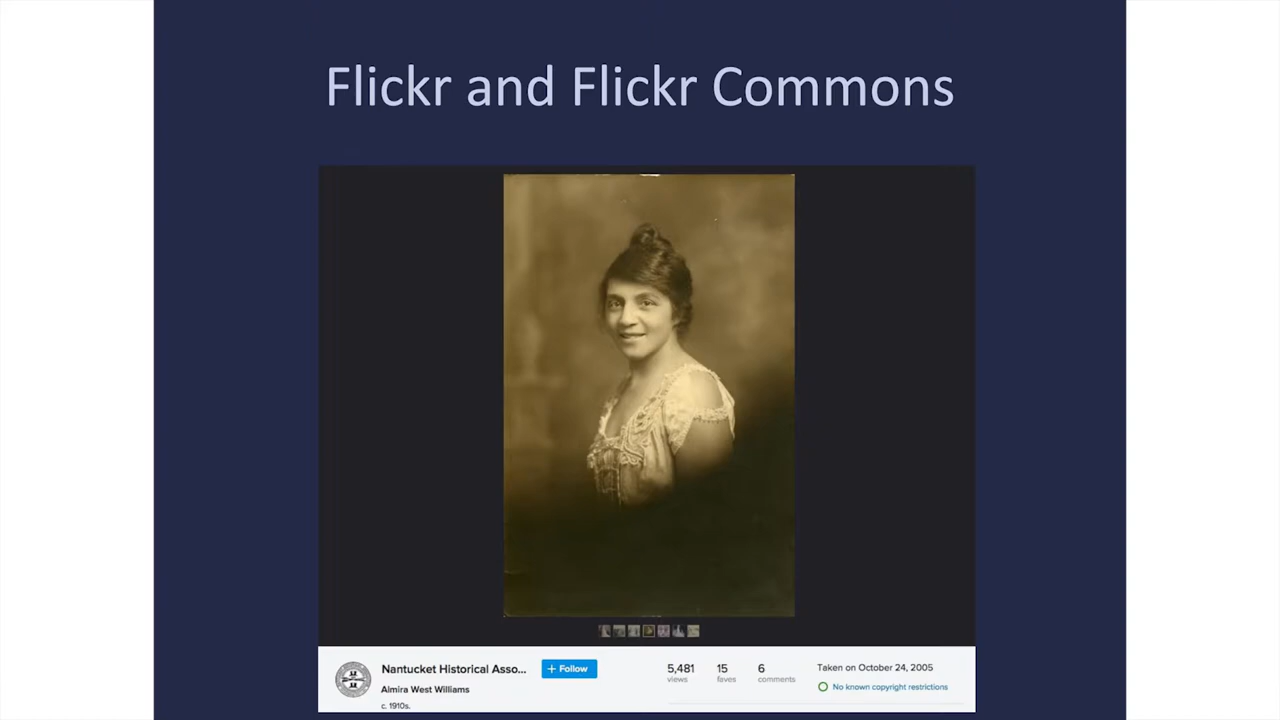 Flickr and Flickr Commons
Nantucket Historical Asso...
+ Follow
Almira West Williams
c. 1910s.
5,481
views
15
faves
6
comments
Taken on October 24, 2005
No known copyright restrictions